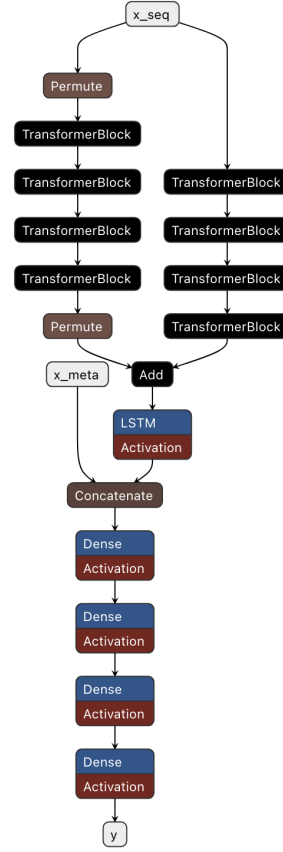 x_seq
Permute
TransformerBlock
TransformerBlock
TransformerBlock
TransformerBlock
TransformerBlock
TransformerBlock
TransformerBlock
Permute
TransformerBlock
x_meta
Add
LSTM
Activation
Concatenate
Dense
Activation
Dense
Activation
Dense
Activation
Dense
Activation
y